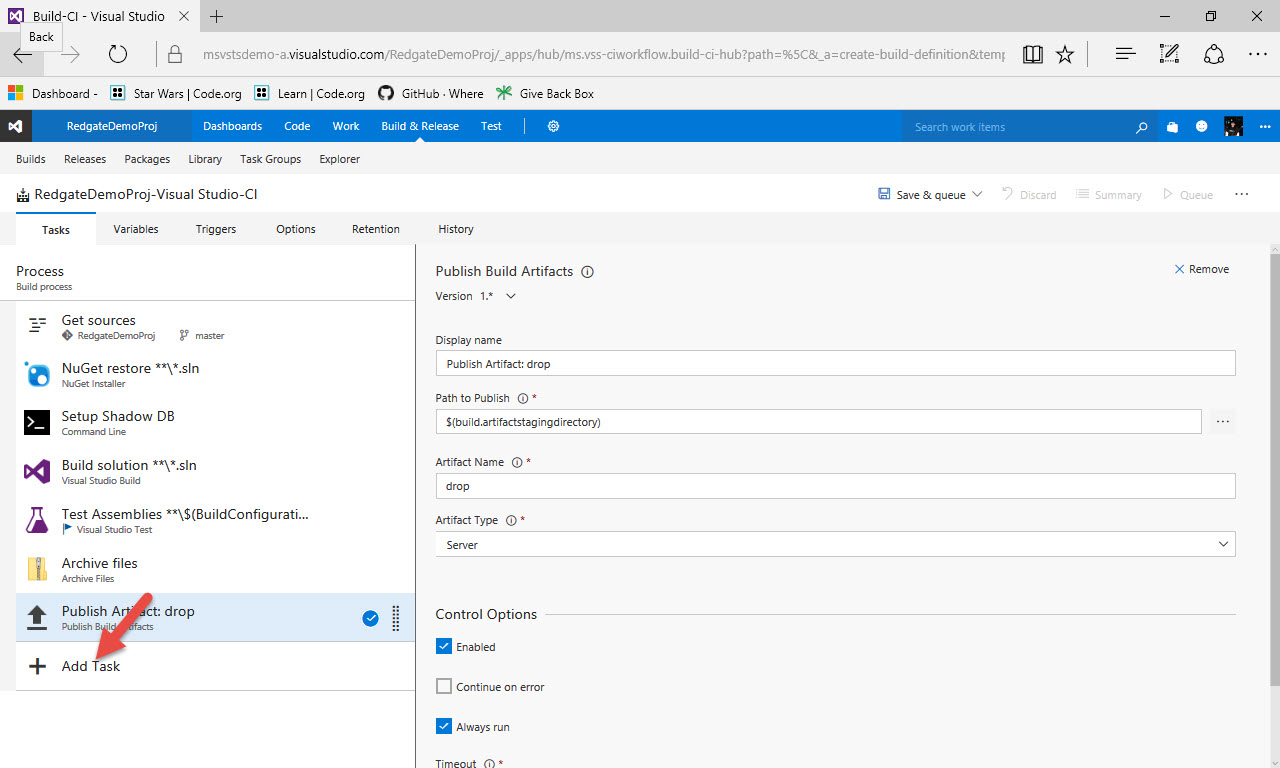 Build-CI - Visual Studio
Back
msvstsdemo-a.visualstudio.com/RedgateDemoProj/_apps/hub/ms.vss-ciworkflow.build-ci-hub?path=%5C&_a=create-build-definition&temp
Dashboard -
Star Wars | Code.org
Learn | Code.org
GitHub · Where
Give Back Box
RedgateDemoProj
Dashboards
Code
Work
Build & Release
Test
Search work items
Builds
Releases
Packages
Library
Task Groups
Explorer
RedgateDemoProj-Visual Studio-CI
Save & queue
Discard
Summary
Queue
Tasks
Variables
Triggers
Options
Retention
History
Process
Build process
Get sources
RedgateDemoProj
master
NuGet restore **\*.sln
NuGet Installer
Setup Shadow DB
Command Line
Build solution **\*.sln
Visual Studio Build
Test Assemblies **\$(BuildConfigurati...
Visual Studio Test
Archive files
Archive Files
Publish Artifact: drop
Publish Build Artifacts
Add Task
Publish Build Artifacts
Remove
Version 1.*
Display name
Publish Artifact: drop
Path to Publish *
$(build.artifactstagingdirectory)
Artifact Name *
drop
Artifact Type *
Server
Control Options
Enabled
Continue on error
Always run
Timeout *